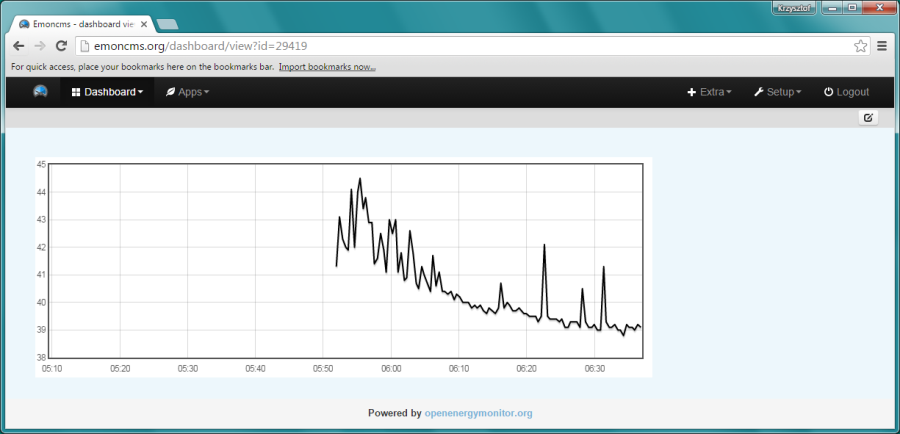 Krzysztof
Emoncms - dashboard vie
emoncms.org/dashboard/view?id=29419
For quick access, place your bookmarks here on the bookmarks bar. Import bookmarks now...
Dashboard Apps Extra Setup Logout
45
44
43
42
41
40
39
38
05:10 05:20 05:30 05:40 05:50 06:00 06:10 06:20 06:30
Powered by openenergymonitor.org